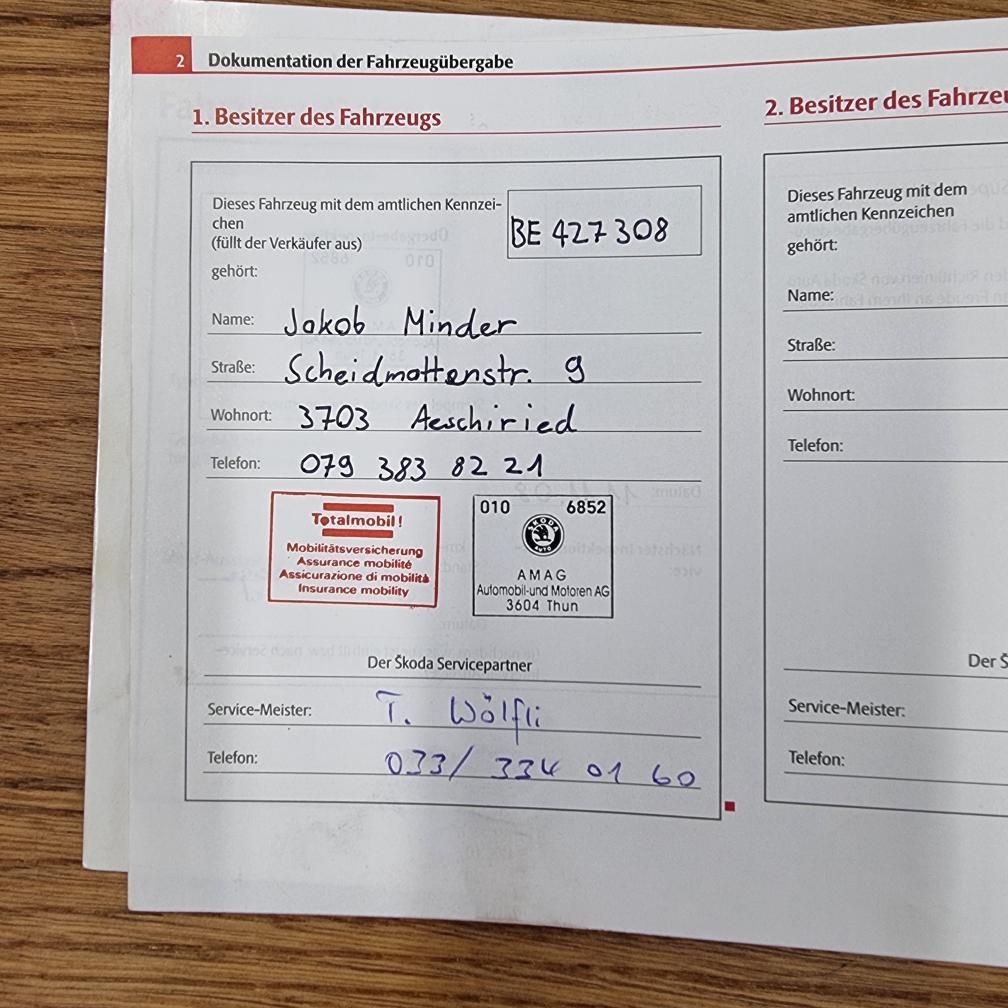 2 Dokumentation der Fahrzeugübergabe
1. Besitzer des Fahrzeugs
Dieses Fahrzeug mit dem amtlichen Kennzei-
chen
(füllt der Verkäufer aus)
BE 427 308
gehört:
Name: Jakob Minder
Straße: Scheidmattenstr. 9
Wohnort: 3703 Aeschiried
Telefon: 079 383 82 21
Totalmobil!
Mobilitätsversicherung
Assurance mobilité
Assicurazione di mobilità
Insurance mobility
010 6852
ŠKODA
AUTO
AMAG
Automobil-und Motoren AG
3604 Thun
Der Škoda Servicepartner
Service-Meister: T. Wölfli
Telefon: 033/ 334 01 60
2. Besitzer des
Dieses Fahrzeug mit dem
amtlichen Kennzeichen
gehört:
Name:
Straße:
Wohnort:
Telefon:
Der
Service-Meister:
Telefon: